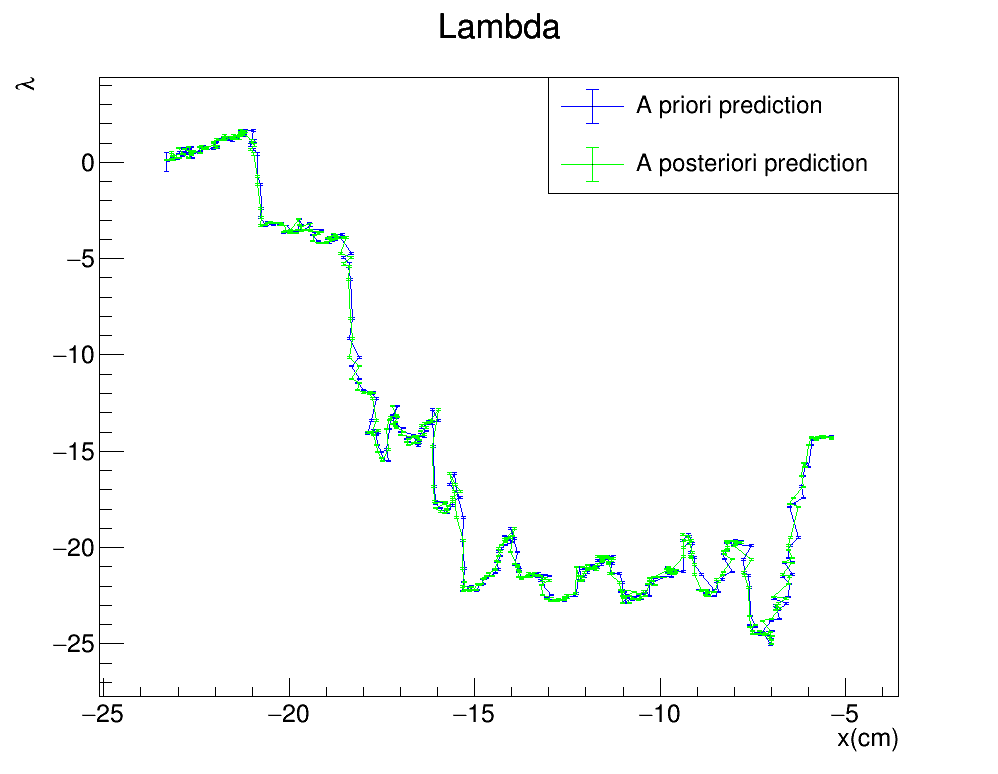 Lambda
λ
A priori prediction
A posteriori prediction
0
−5
−10
−15
−20
−25
−25 −20 −15 −10 −5
x(cm)